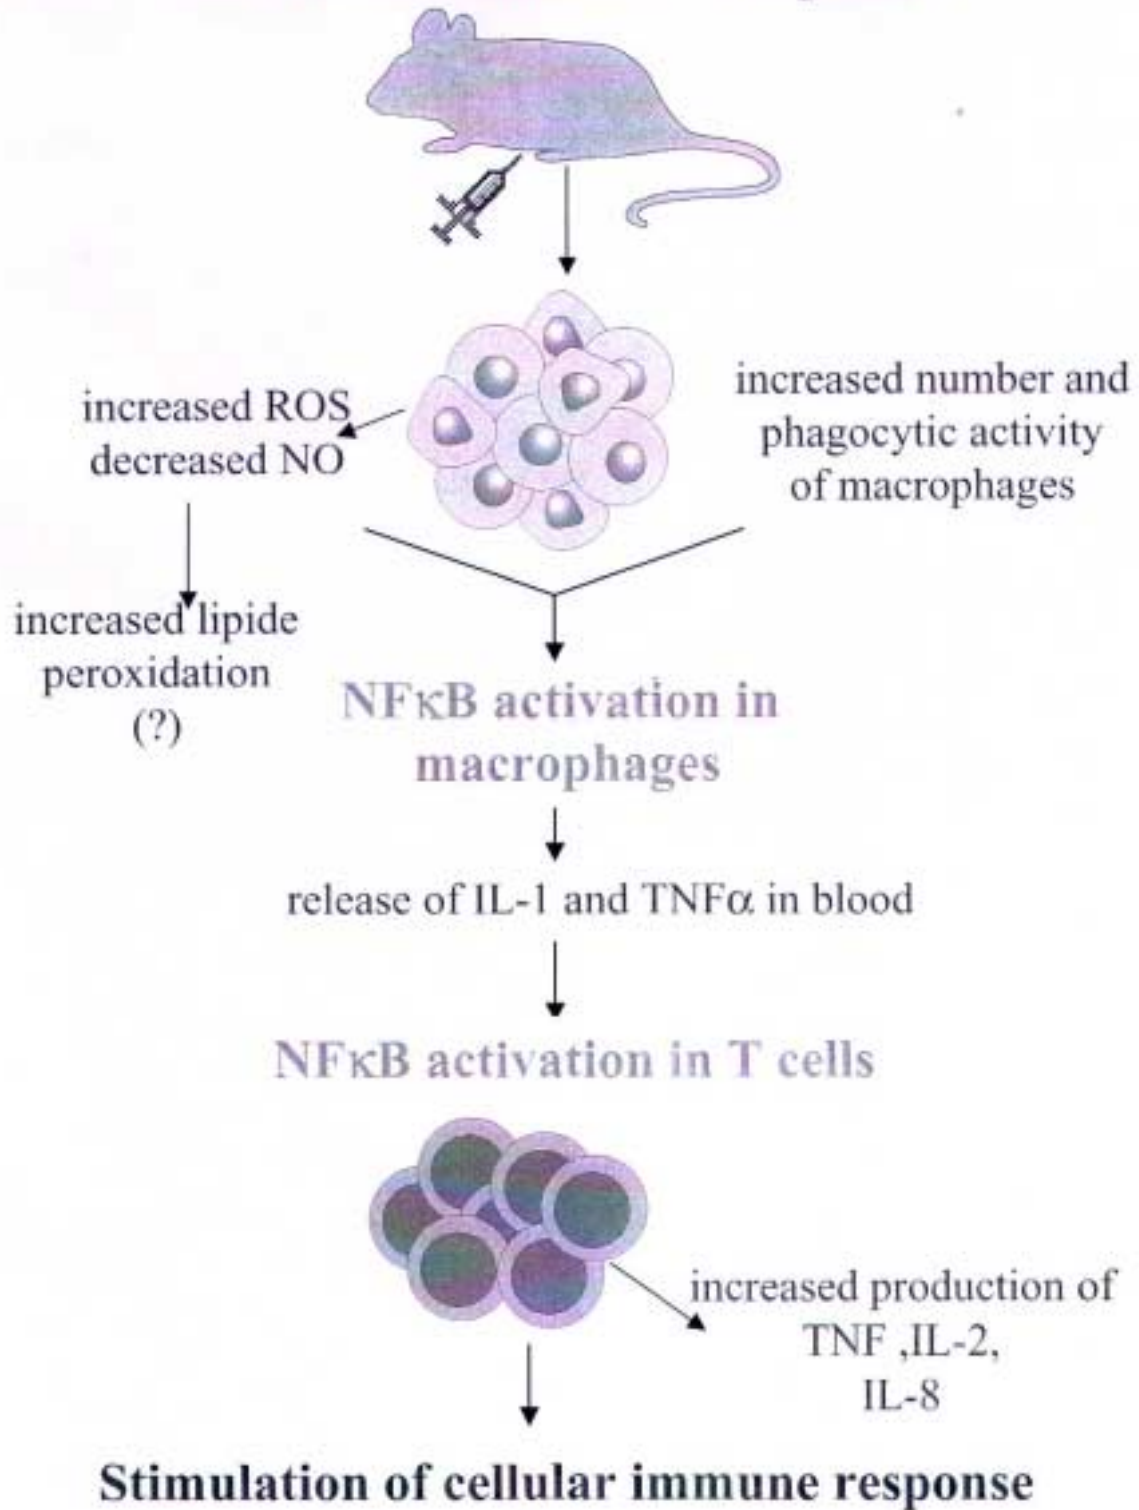 increased ROS
decreased NO
increased number and
phagocytic activity
of macrophages
increased lipide
peroxidation
(?)
NFκB activation in
macrophages
release of IL-1 and TNFα in blood
NFκB activation in T cells
increased production of
TNF ,IL-2,
IL-8
Stimulation of cellular immune response